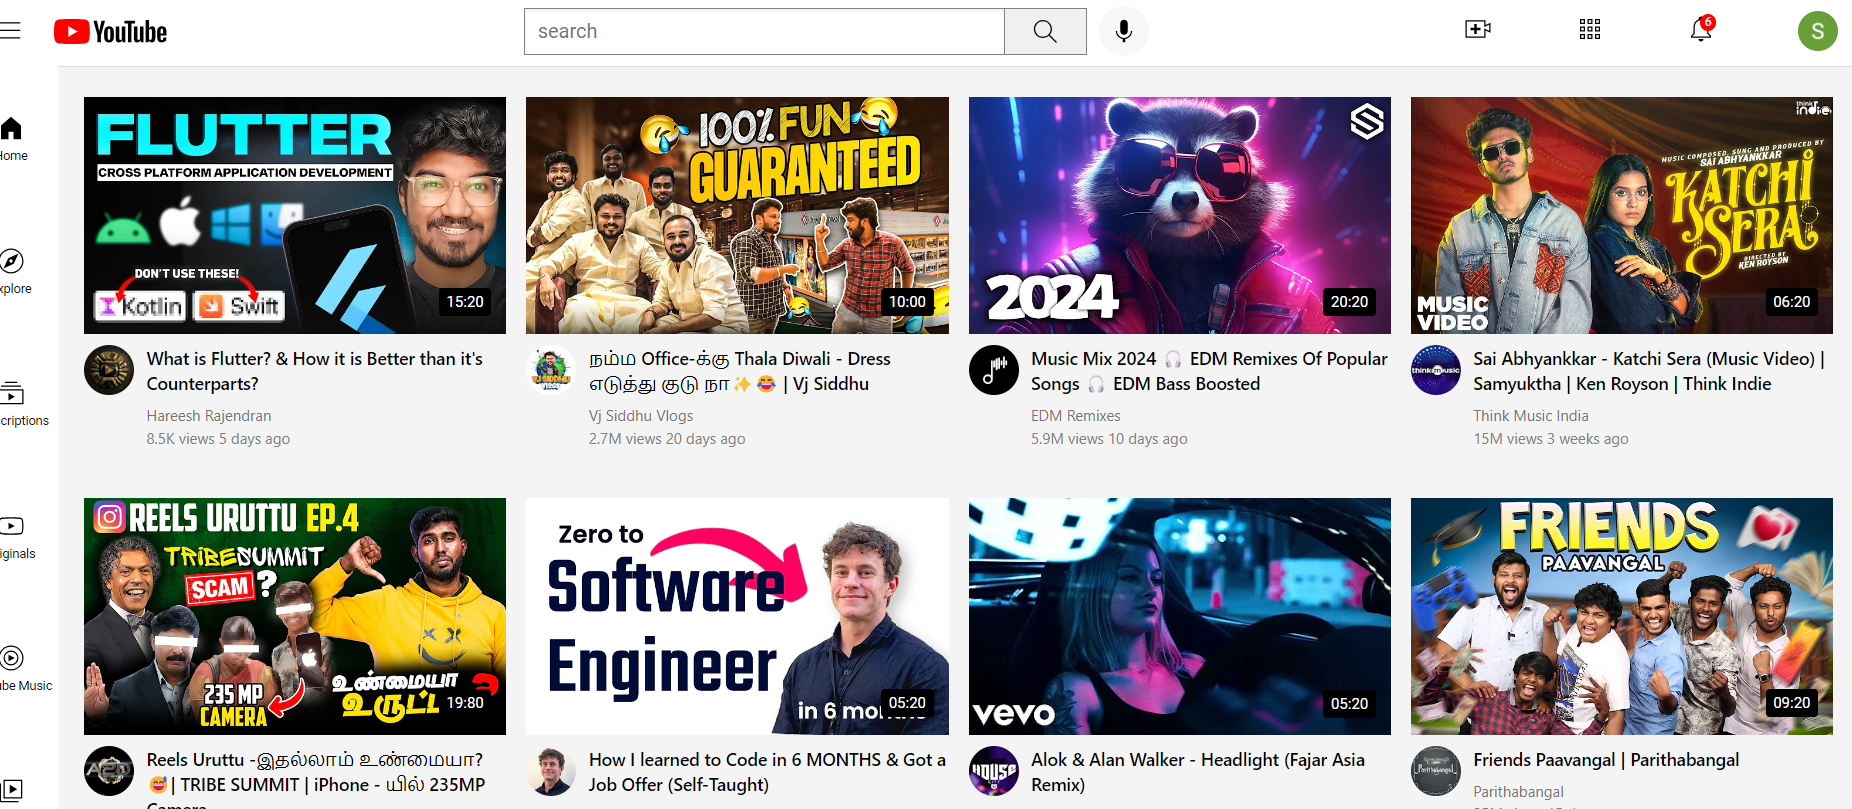 YouTube
search
6
S
Home
xplore
criptions
iginals
ube Music
FLUTTER
CROSS PLATFORM APPLICATION DEVELOPMENT
DON'T USE THESE!
Kotlin
Swift
15:20
What is Flutter? & How it is Better than it's
Counterparts?
Hareesh Rajendran
8.5K views 5 days ago
100% FUN
GUARANTEED
10:00
நம்ம Office-க்கு Thala Diwali - Dress
எடுத்து குடு நா✨😂 | Vj Siddhu
Vj Siddhu Vlogs
2.7M views 20 days ago
2024
20:20
Music Mix 2024 🎧 EDM Remixes Of Popular
Songs 🎧 EDM Bass Boosted
EDM Remixes
5.9M views 10 days ago
think
indie
MUSIC COMPOSED, SUNG AND PRODUCED BY
SAI ABHYANKKAR
KATCHI
SERA
DIRECTED BY
KEN ROYSON
MUSIC
VIDEO
06:20
thinkmusic
Sai Abhyankkar - Katchi Sera (Music Video) |
Samyuktha | Ken Royson | Think Indie
Think Music India
15M views 3 weeks ago
REELS URUTTU EP.4
TRIBESUMMIT
SCAM ?
235 MP
CAMERA
உண்மையா
உருட்ட
19:80
A2D
Reels Uruttu -இதல்லாம் உண்மையா?
😅| TRIBE SUMMIT | iPhone - யில் 235MP
Camera
Zero to
Software
Engineer
in 6 months
05:20
How I learned to Code in 6 MONTHS & Got a
Job Offer (Self-Taught)
vevo
05:20
HOUSE
Alok & Alan Walker - Headlight (Fajar Asia
Remix)
FRIENDS
PAAVANGAL
09:20
Parithabangal
Friends Paavangal | Parithabangal
Parithabangal